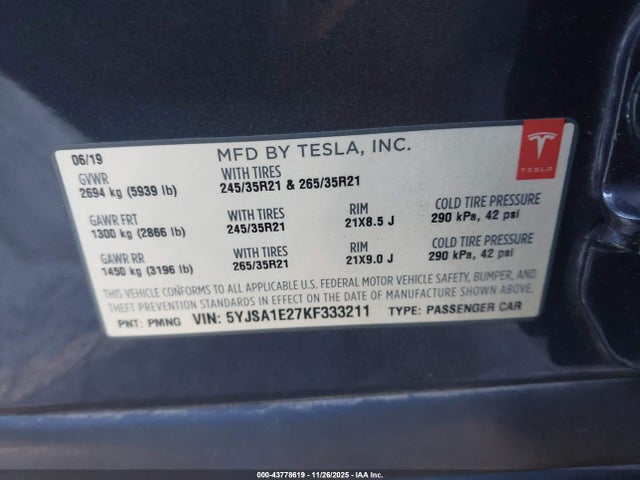 06/19
MFD BY TESLA, INC.
TESLA
GVWR
2694 kg (5939 lb)
WITH TIRES
245/35R21 & 265/35R21
GAWR FRT
1300 kg (2866 lb)
WITH TIRES
245/35R21
RIM
21X8.5 J
COLD TIRE PRESSURE
290 kPa, 42 psi
GAWR RR
1450 kg (3196 lb)
WITH TIRES
265/35R21
RIM
21X9.0 J
COLD TIRE PRESSURE
290 kPa, 42 psi
THIS VEHICLE CONFORMS TO ALL APPLICABLE U.S. FEDERAL MOTOR VEHICLE SAFETY, BUMPER, AND
THEFT PREVENTION STANDARDS IN EFFECT ON THE DATE OF MANUFACTURE SHOWN ABOVE.
PNT: PMNG VIN: 5YJSA1E27KF333211 TYPE: PASSENGER CAR
000-43778619 - 11/26/2025 - IAA Inc.